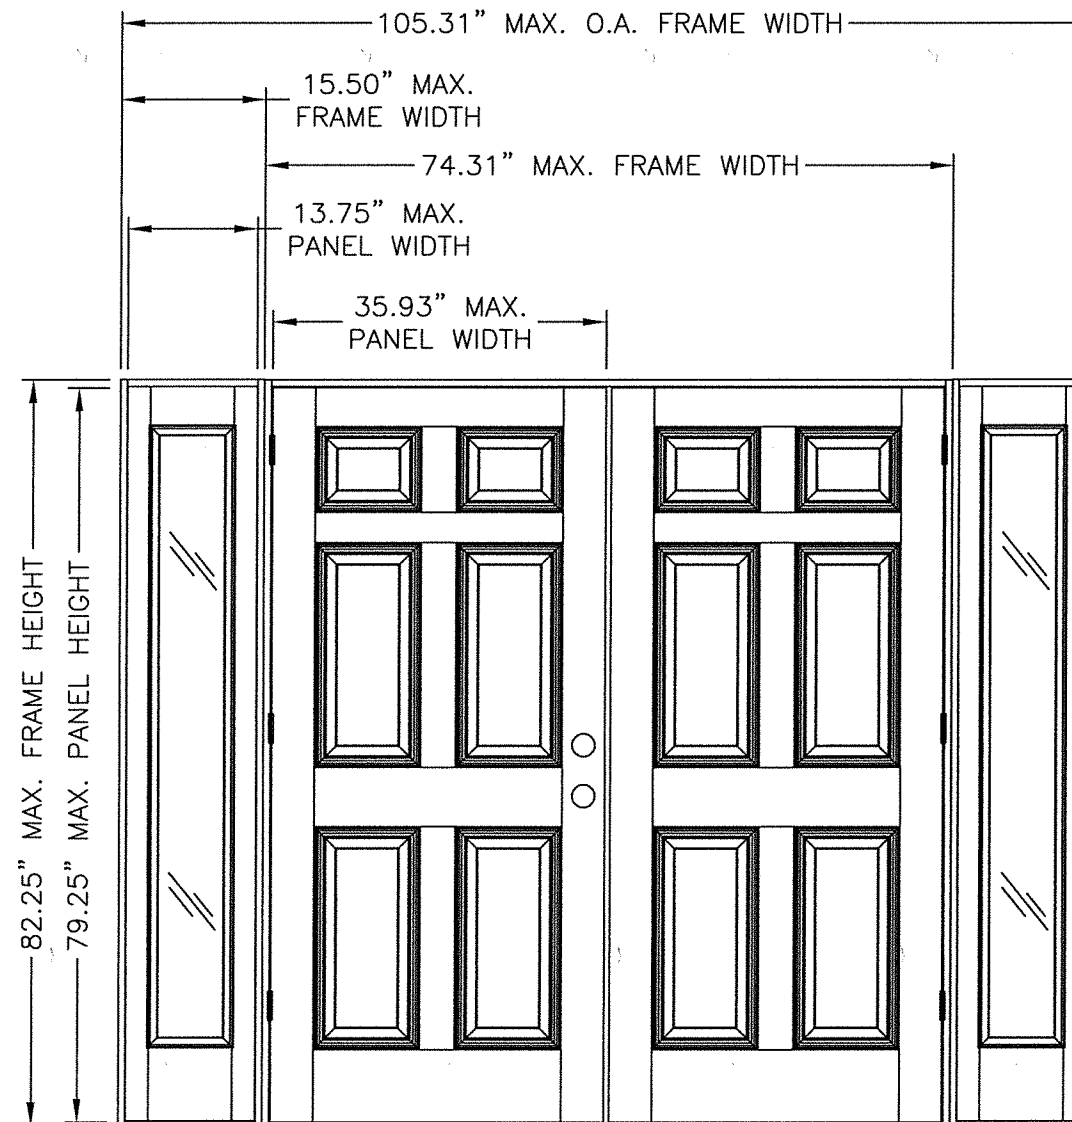 105.31” MAX. O.A. FRAME WIDTH
15.50” MAX.
FRAME WIDTH
74.31” MAX. FRAME WIDTH
13.75” MAX.
PANEL WIDTH
35.93” MAX.
PANEL WIDTH
82.25” MAX. FRAME HEIGHT
79.25” MAX. PANEL HEIGHT